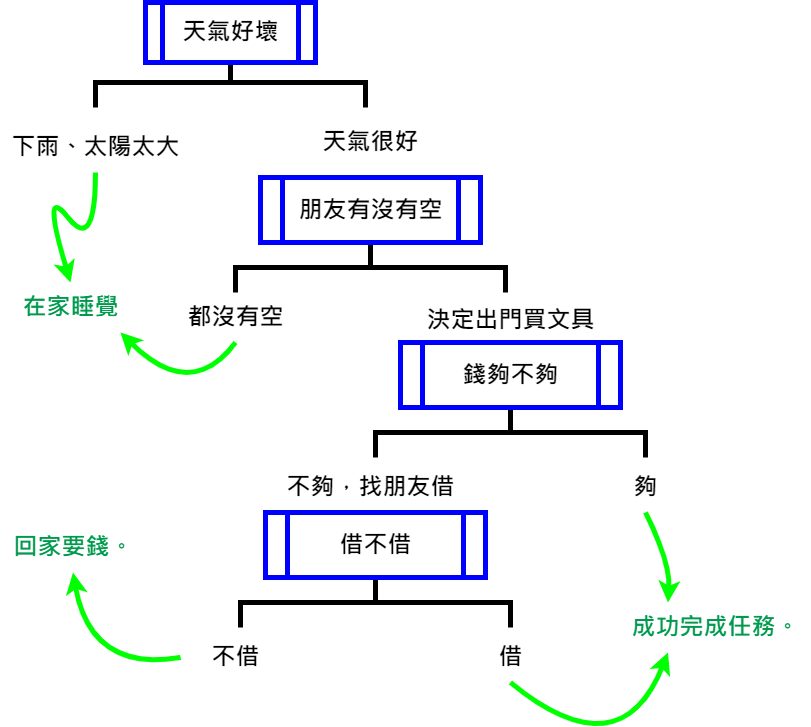 天氣好壞
下雨、太陽太大
天氣很好
朋友有沒有空
在家睡覺
都沒有空
決定出門買文具
錢夠不夠
不夠，找朋友借
夠
借不借
回家要錢。
成功完成任務。
不借
借